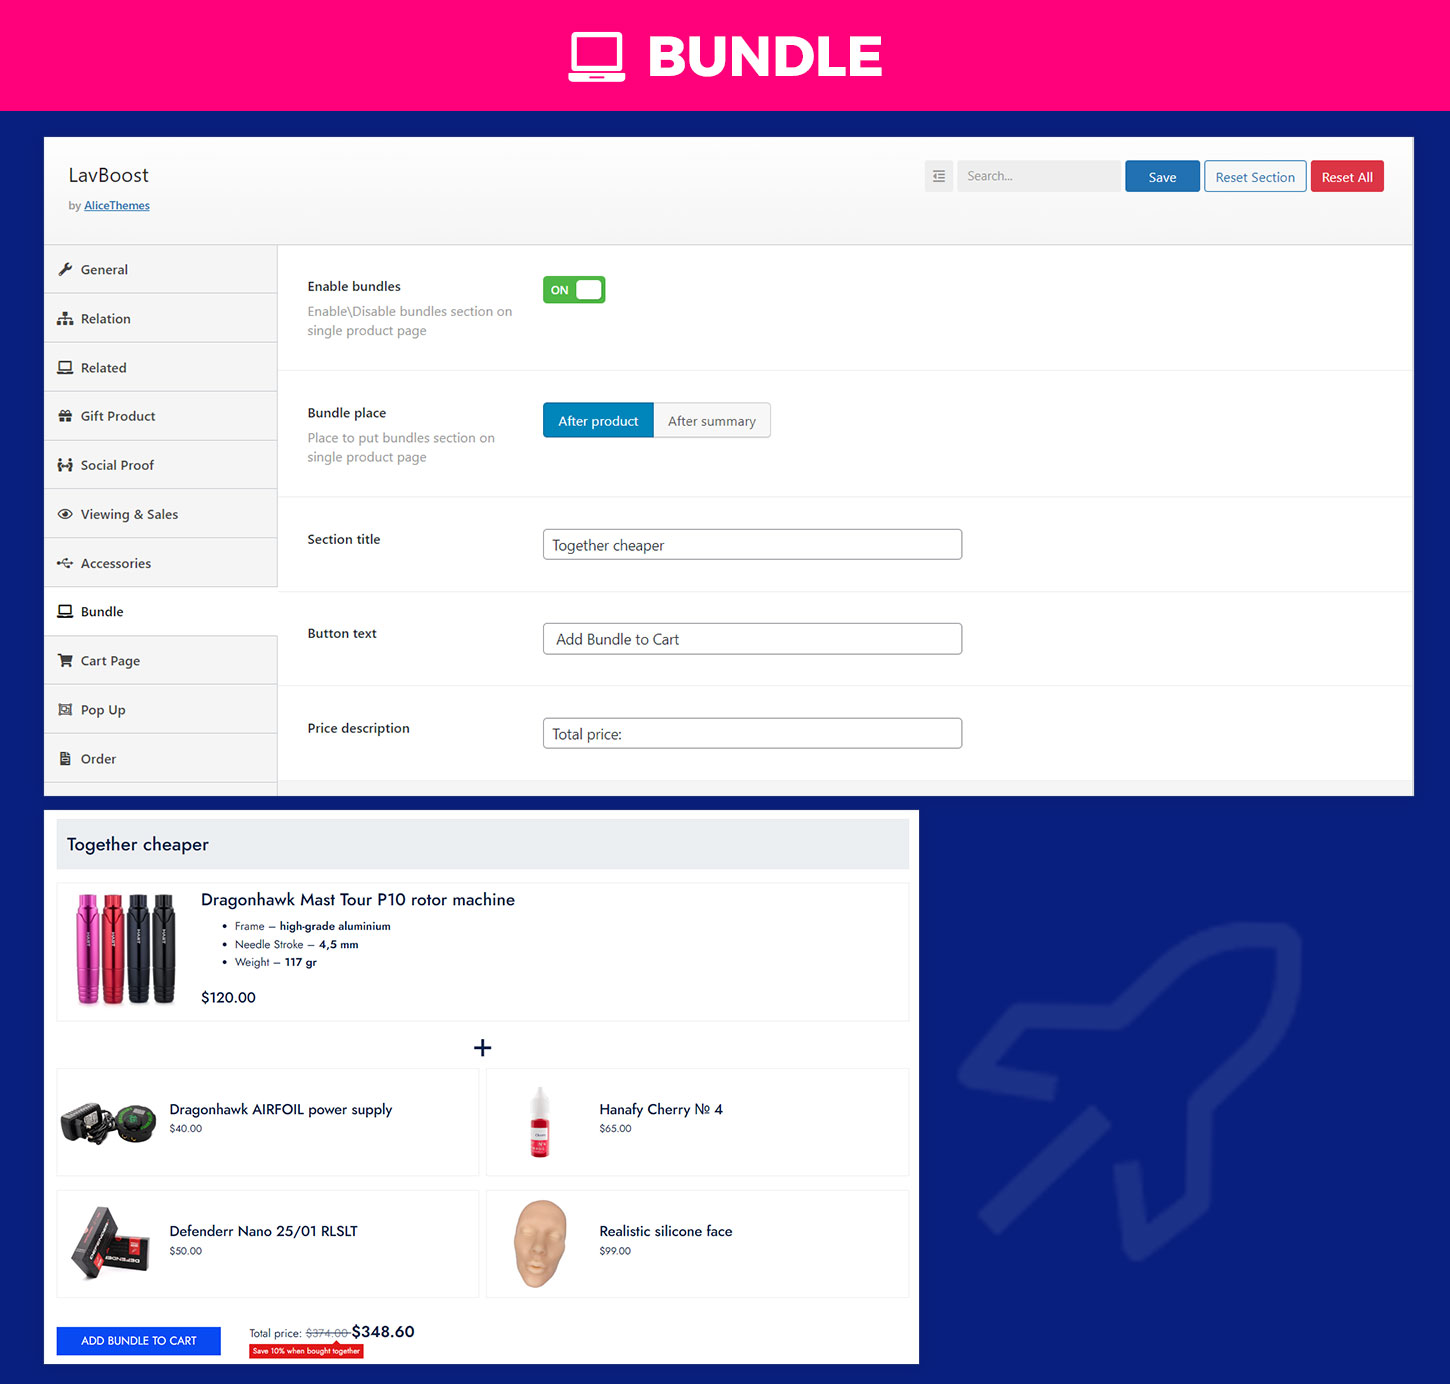 BUNDLE
LavBoost
by AliceThemes
Search...
Save
Reset Section
Reset All
General
Relation
Related
Gift Product
Social Proof
Viewing & Sales
Accessories
Bundle
Cart Page
Pop Up
Order
Enable bundles
Enable\Disable bundles section on
single product page
ON
Bundle place
Place to put bundles section on
single product page
After product
After summary
Section title
Together cheaper
Button text
Add Bundle to Cart
Price description
Total price:
Together cheaper
Dragonhawk Mast Tour P10 rotor machine
• Frame – high-grade aluminium
• Needle Stroke – 4,5 mm
• Weight – 117 gr
$120.00
+
Dragonhawk AIRFOIL power supply
$40.00
Hanafy Cherry № 4
$65.00
Defenderr Nano 25/01 RLSLT
$50.00
Realistic silicone face
$99.00
ADD BUNDLE TO CART
Total price: $374.00 $348.60
Save 10% when bought together